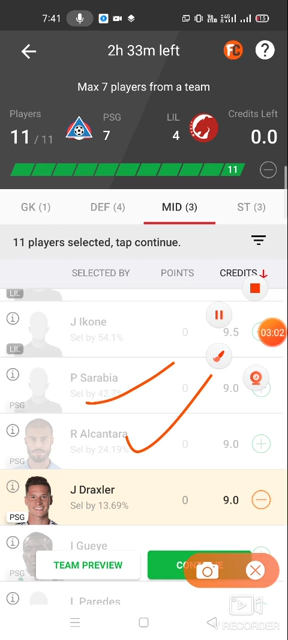 7:41
2h 33m left
FC
?
Max 7 players from a team
Players
PSG
LIL
Credits Left
11 / 11
7
4
0.0
11
GK (1)
DEF (4)
MID (3)
ST (3)
11 players selected, tap continue.
SELECTED BY
POINTS
CREDITS
LIL
J Ikone
Sel by 54.1%
0
9.5
03:02
P Sarabia
Sel by
0
9.0
PSG
R Alcantara
Sel by 24.19%
9.0
PSG
J Draxler
Sel by 13.69%
0
9.0
PSG
I Gueye
TEAM PREVIEW
L Paredes
RECORDER